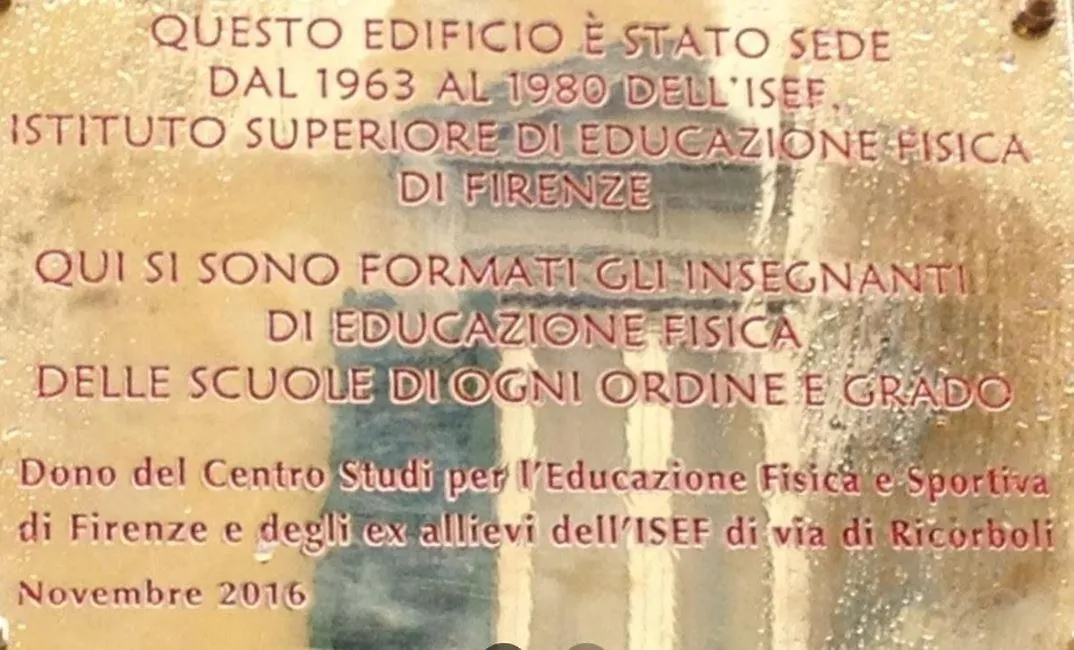 QUESTO EDIFICIO È STATO SEDE
DAL 1963 AL 1980 DELL'ISEF,
ISTITUTO SUPERIORE DI EDUCAZIONE FISICA
DI FIRENZE
QUI SI SONO FORMATI GLI INSEGNANTI
DI EDUCAZIONE FISICA
DELLE SCUOLE DI OGNI ORDINE E GRADO
Dono del Centro Studi per l'Educazione Fisica e Sportiva
di Firenze e degli ex allievi dell'ISEF di via di Ricorboli
Novembre 2016